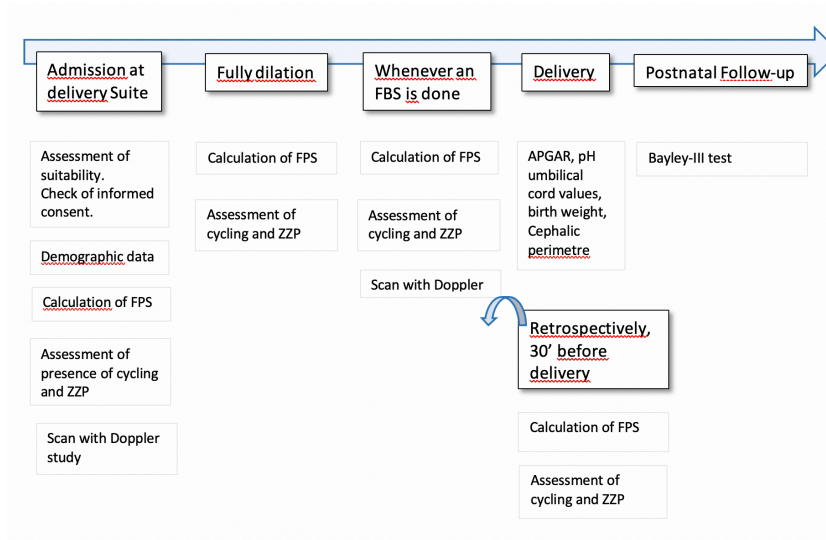 Admission at
delivery Suite
Fully dilation
Whenever an
FBS is done
Delivery
Postnatal Follow-up
Assessment of
suitability.
Check of informed
consent.
Demographic data
Calculation of FPS
Assessment of
presence of cycling
and ZZP
Scan with Doppler
study
Calculation of FPS
Assessment of
cycling and ZZP
Calculation of FPS
Assessment of
cycling and ZZP
Scan with Doppler
APGAR, pH
umbilical
cord values,
birth weight,
Cephalic
perimetre
Retrospectively,
30’ before
delivery
Calculation of FPS
Assessment of
cycling and ZZP
Bayley-III test